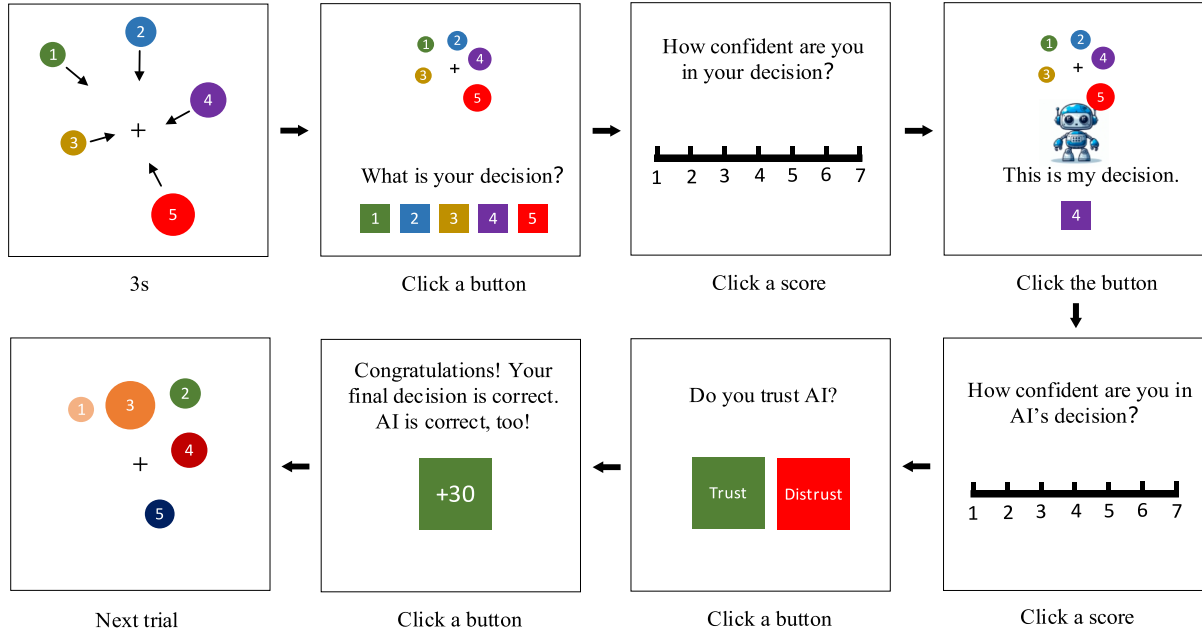 1
2
3
4
5
+
3s
1
2
3
4
5
+
What is your decision?
1 2 3 4 5
Click a button
How confident are you
in your decision?
1 2 3 4 5 6 7
Click a score
1
2
4
3
5
+
This is my decision.
4
Click the button
How confident are you in
AI's decision?
1 2 3 4 5 6 7
Click a score
Do you trust AI?
Trust Distrust
Click a button
Congratulations! Your
final decision is correct.
AI is correct, too!
+30
Click a button
1
3
2
4
+
5
Next trial